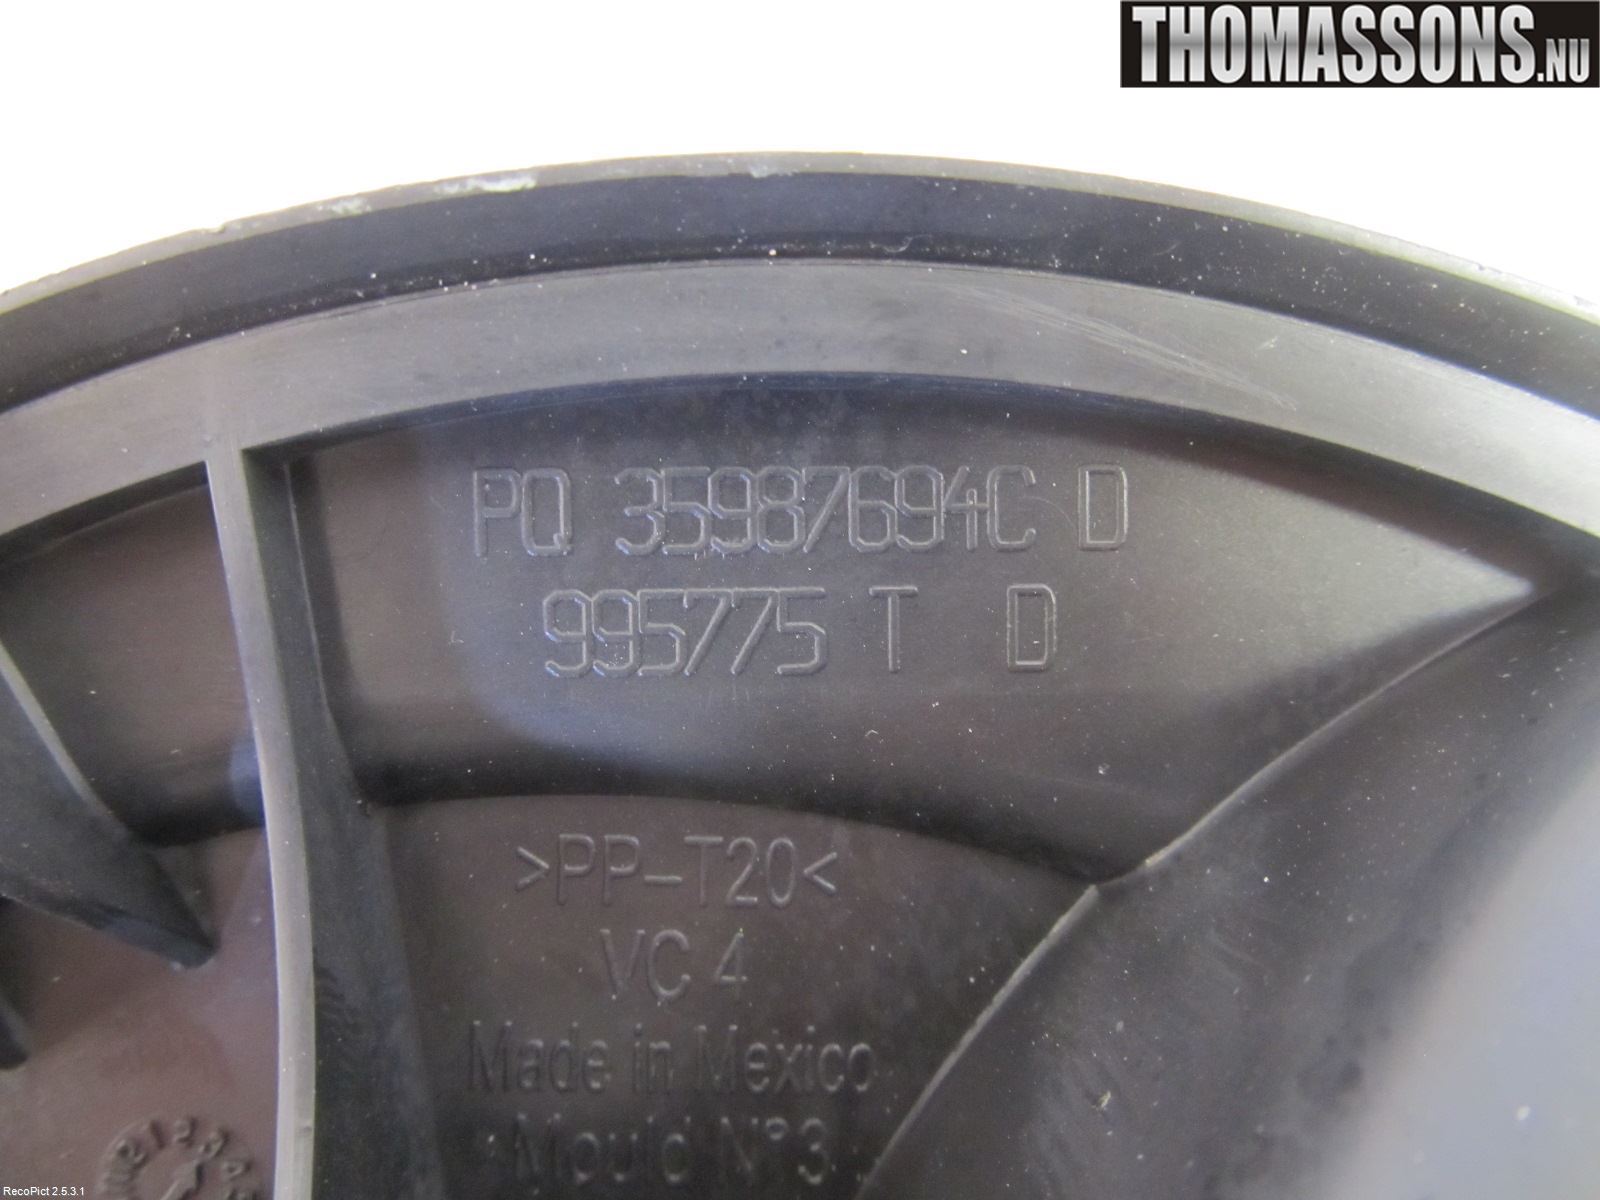 THOMASSONS.NU
PQ 35987694C D
995775 T D
>PP-T20<
VC 4
Made in Mexico
Mould N°3
RecoPict 2.5.3.1